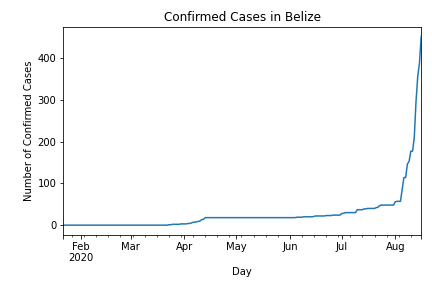 Confirmed Cases in Belize
Number of Confirmed Cases
400
300
200
100
0
Feb Mar Apr May Jun Jul Aug
2020
Day